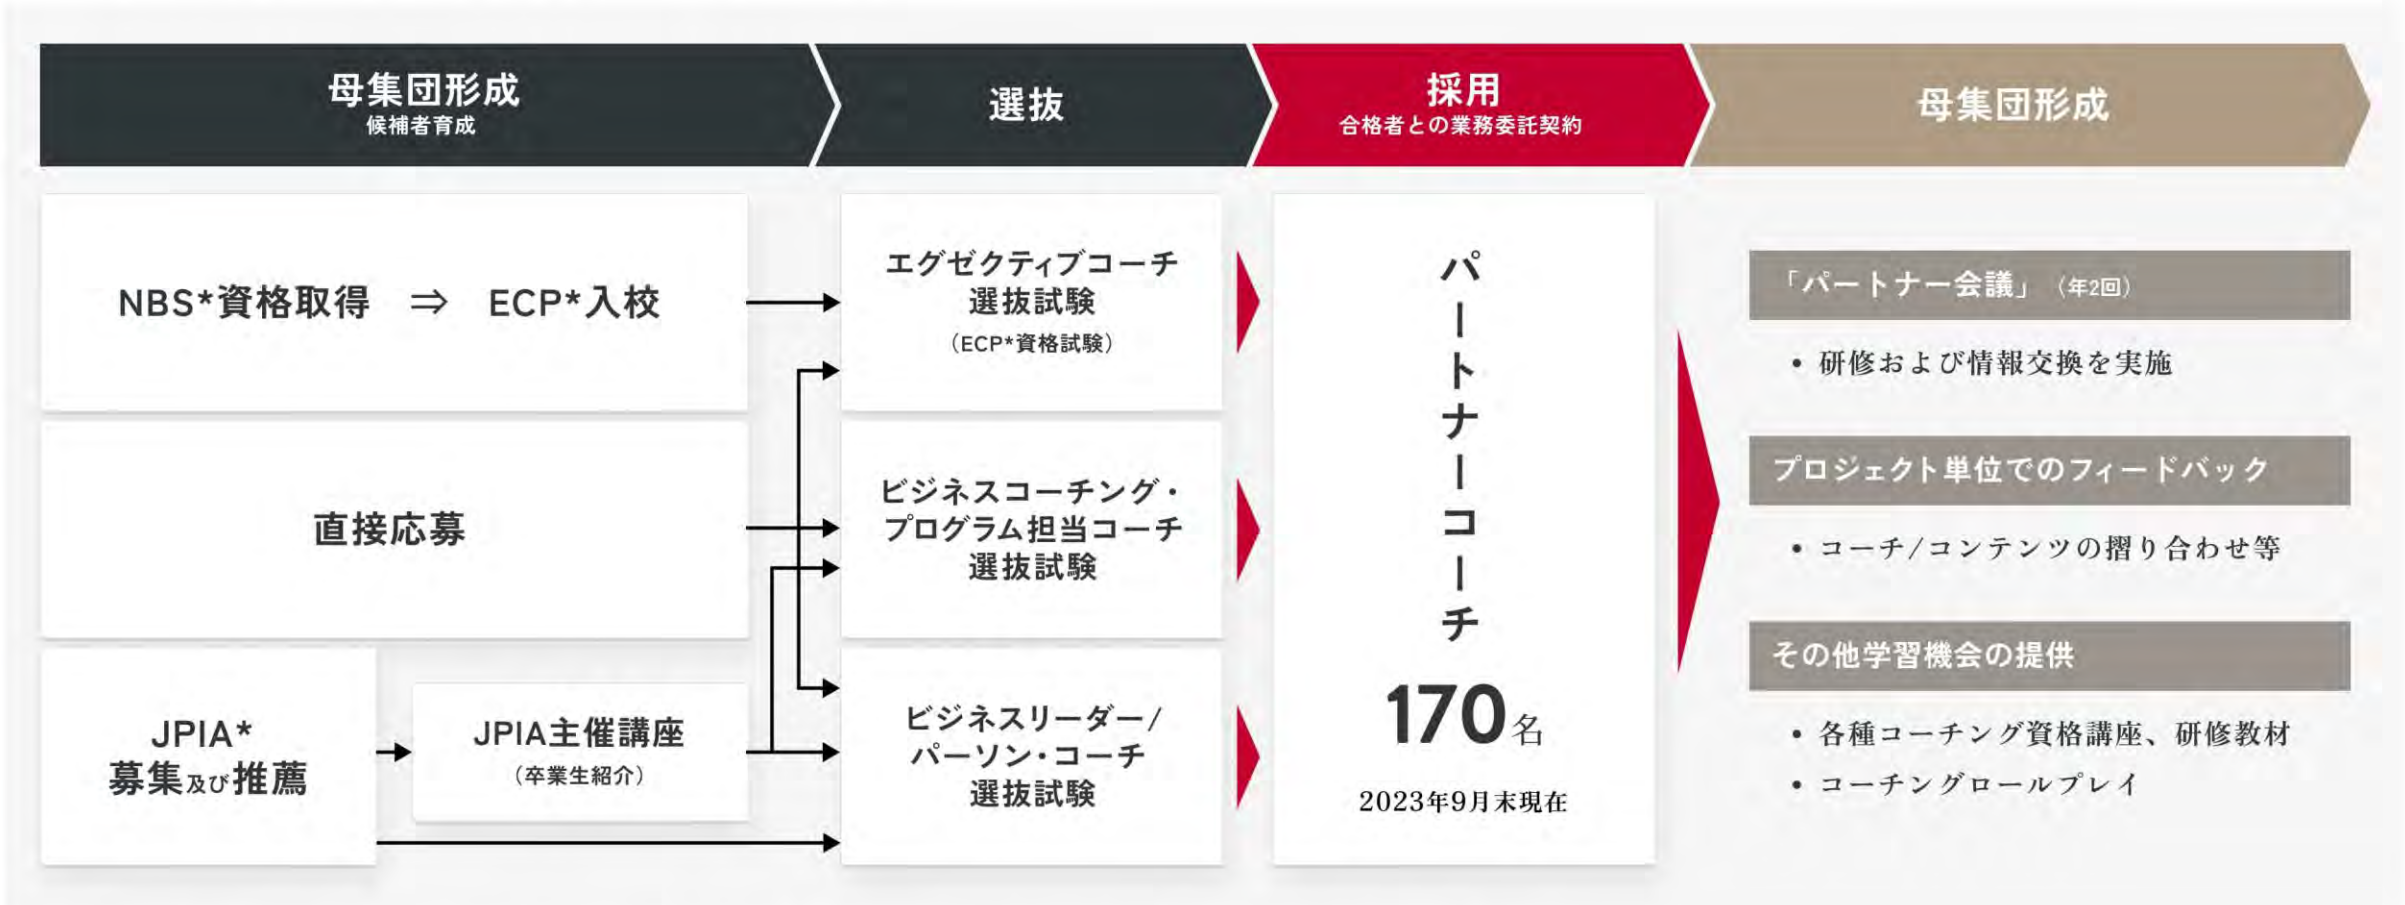 母集団形成
候補者育成
選抜
採用
合格者との業務委託契約
母集団形成
NBS*資格取得 ⇒ ECP*入校
直接応募
JPIA*
募集及び推薦
JPIA主催講座
（卒業生紹介）
エグゼクティブコーチ
選抜試験
（ECP*資格試験）
ビジネスコーチング・
プログラム担当コーチ
選抜試験
ビジネスリーダー/
パーソン・コーチ
選抜試験
パートナーコーチ
170名
2023年9月末現在
「パートナー会議」（年2回）
• 研修および情報交換を実施
プロジェクト単位でのフィードバック
• コーチ/コンテンツの摺り合わせ等
その他学習機会の提供
• 各種コーチング資格講座、研修教材
• コーチングロールプレイ